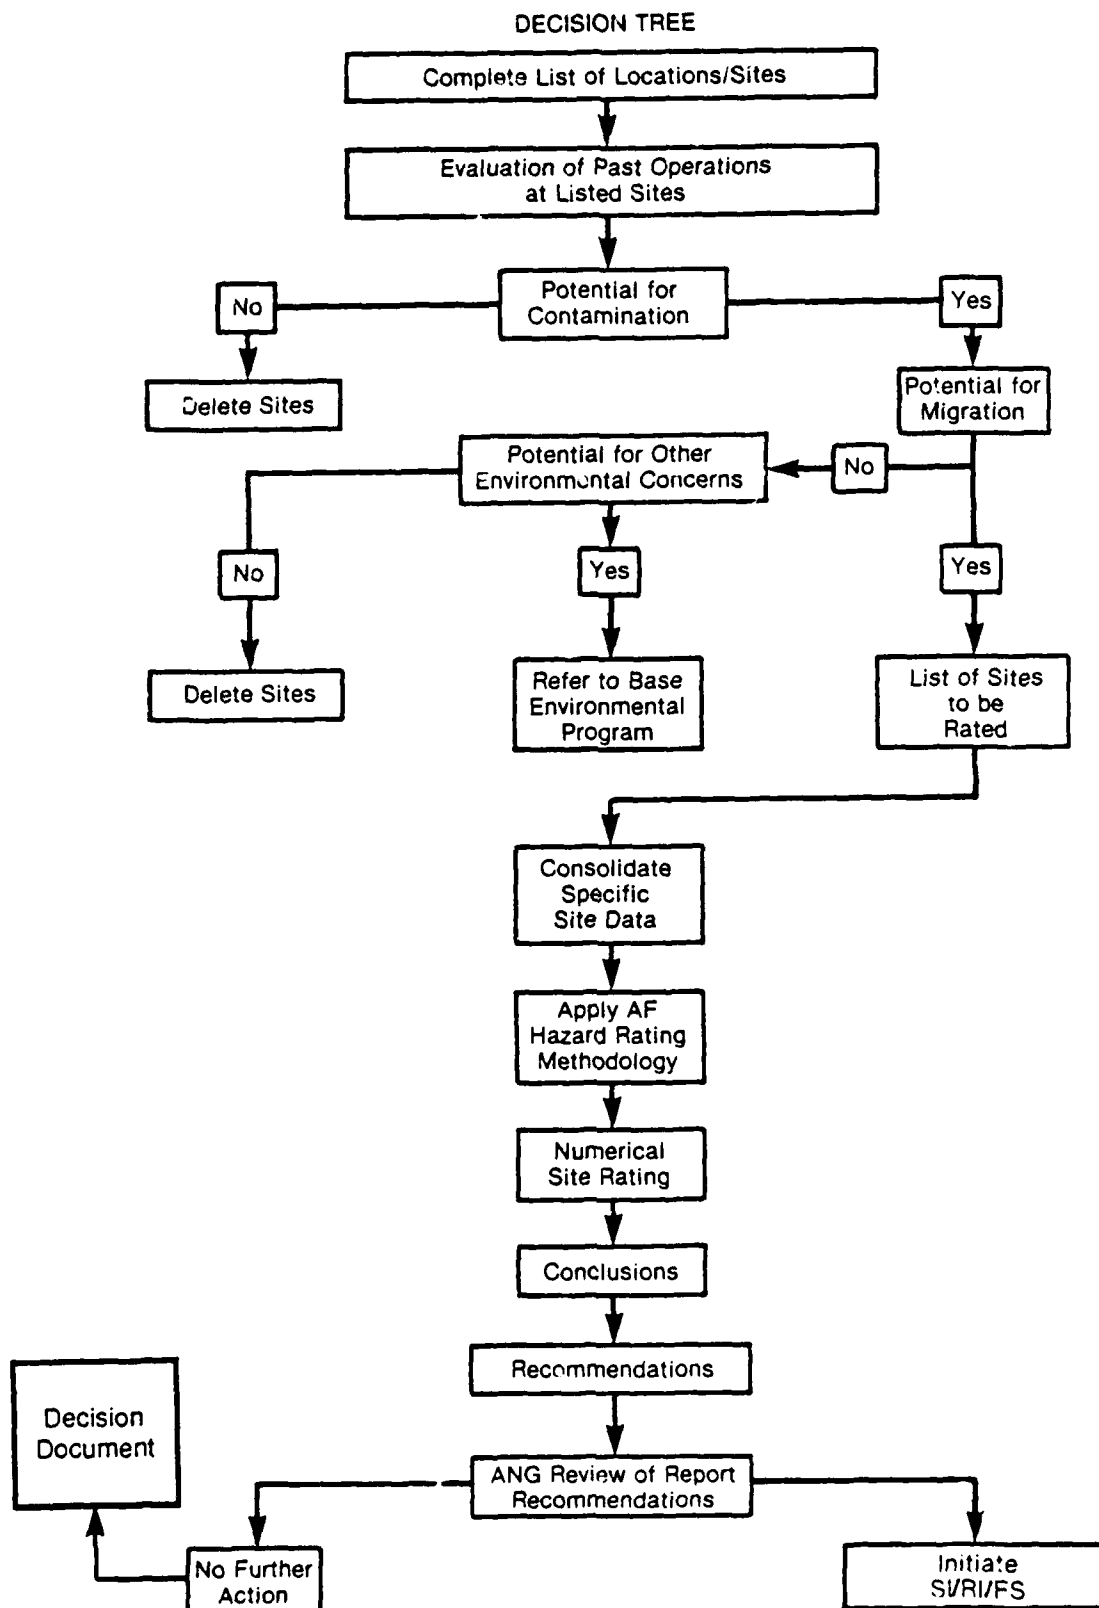 DECISION TREE
Complete List of Locations/Sites
Evaluation of Past Operations
at Listed Sites
No
Potential for
Contamination
Yes
Delete Sites
Potential for
Migration
Potential for Other
Environmental Concerns
No
No
Yes
Yes
Delete Sites
Refer to Base
Environmental
Program
List of Sites
to be
Rated
Consolidate
Specific
Site Data
Apply AF
Hazard Rating
Methodology
Numerical
Site Rating
Conclusions
Recommendations
Decision
Document
ANG Review of Report
Recommendations
No Further
Action
Initiate
SI/RI/FS